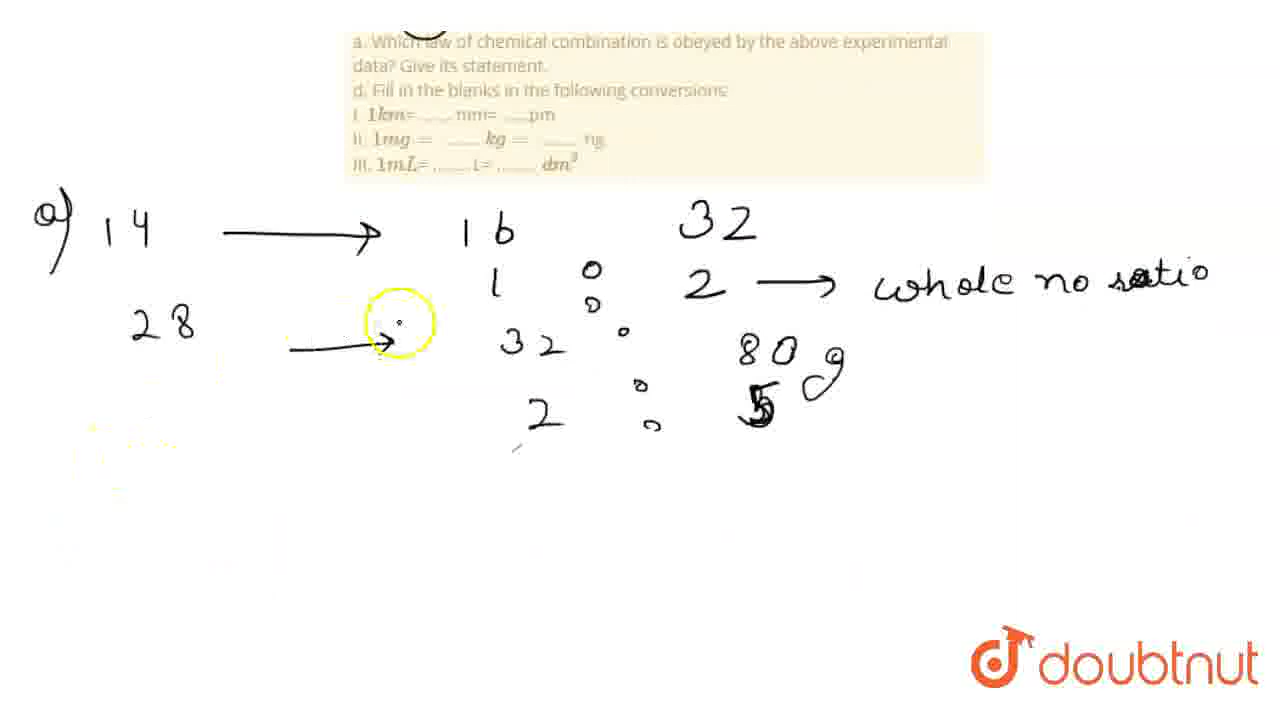 a. Which law of chemical combination is obeyed by the above experimental
data? Give its statement.
d. Fill in the blanks in the following conversions:
i. 1km= ...... mm= ......pm
ii. 1mg = ...... kg = ...... ng
iii. 1mL= ....... L= ....... dm³
a) 14 → 16 32
1 : 2 → whole no ratio
28 → 32 : 80 g
2 : 5
doubtnut